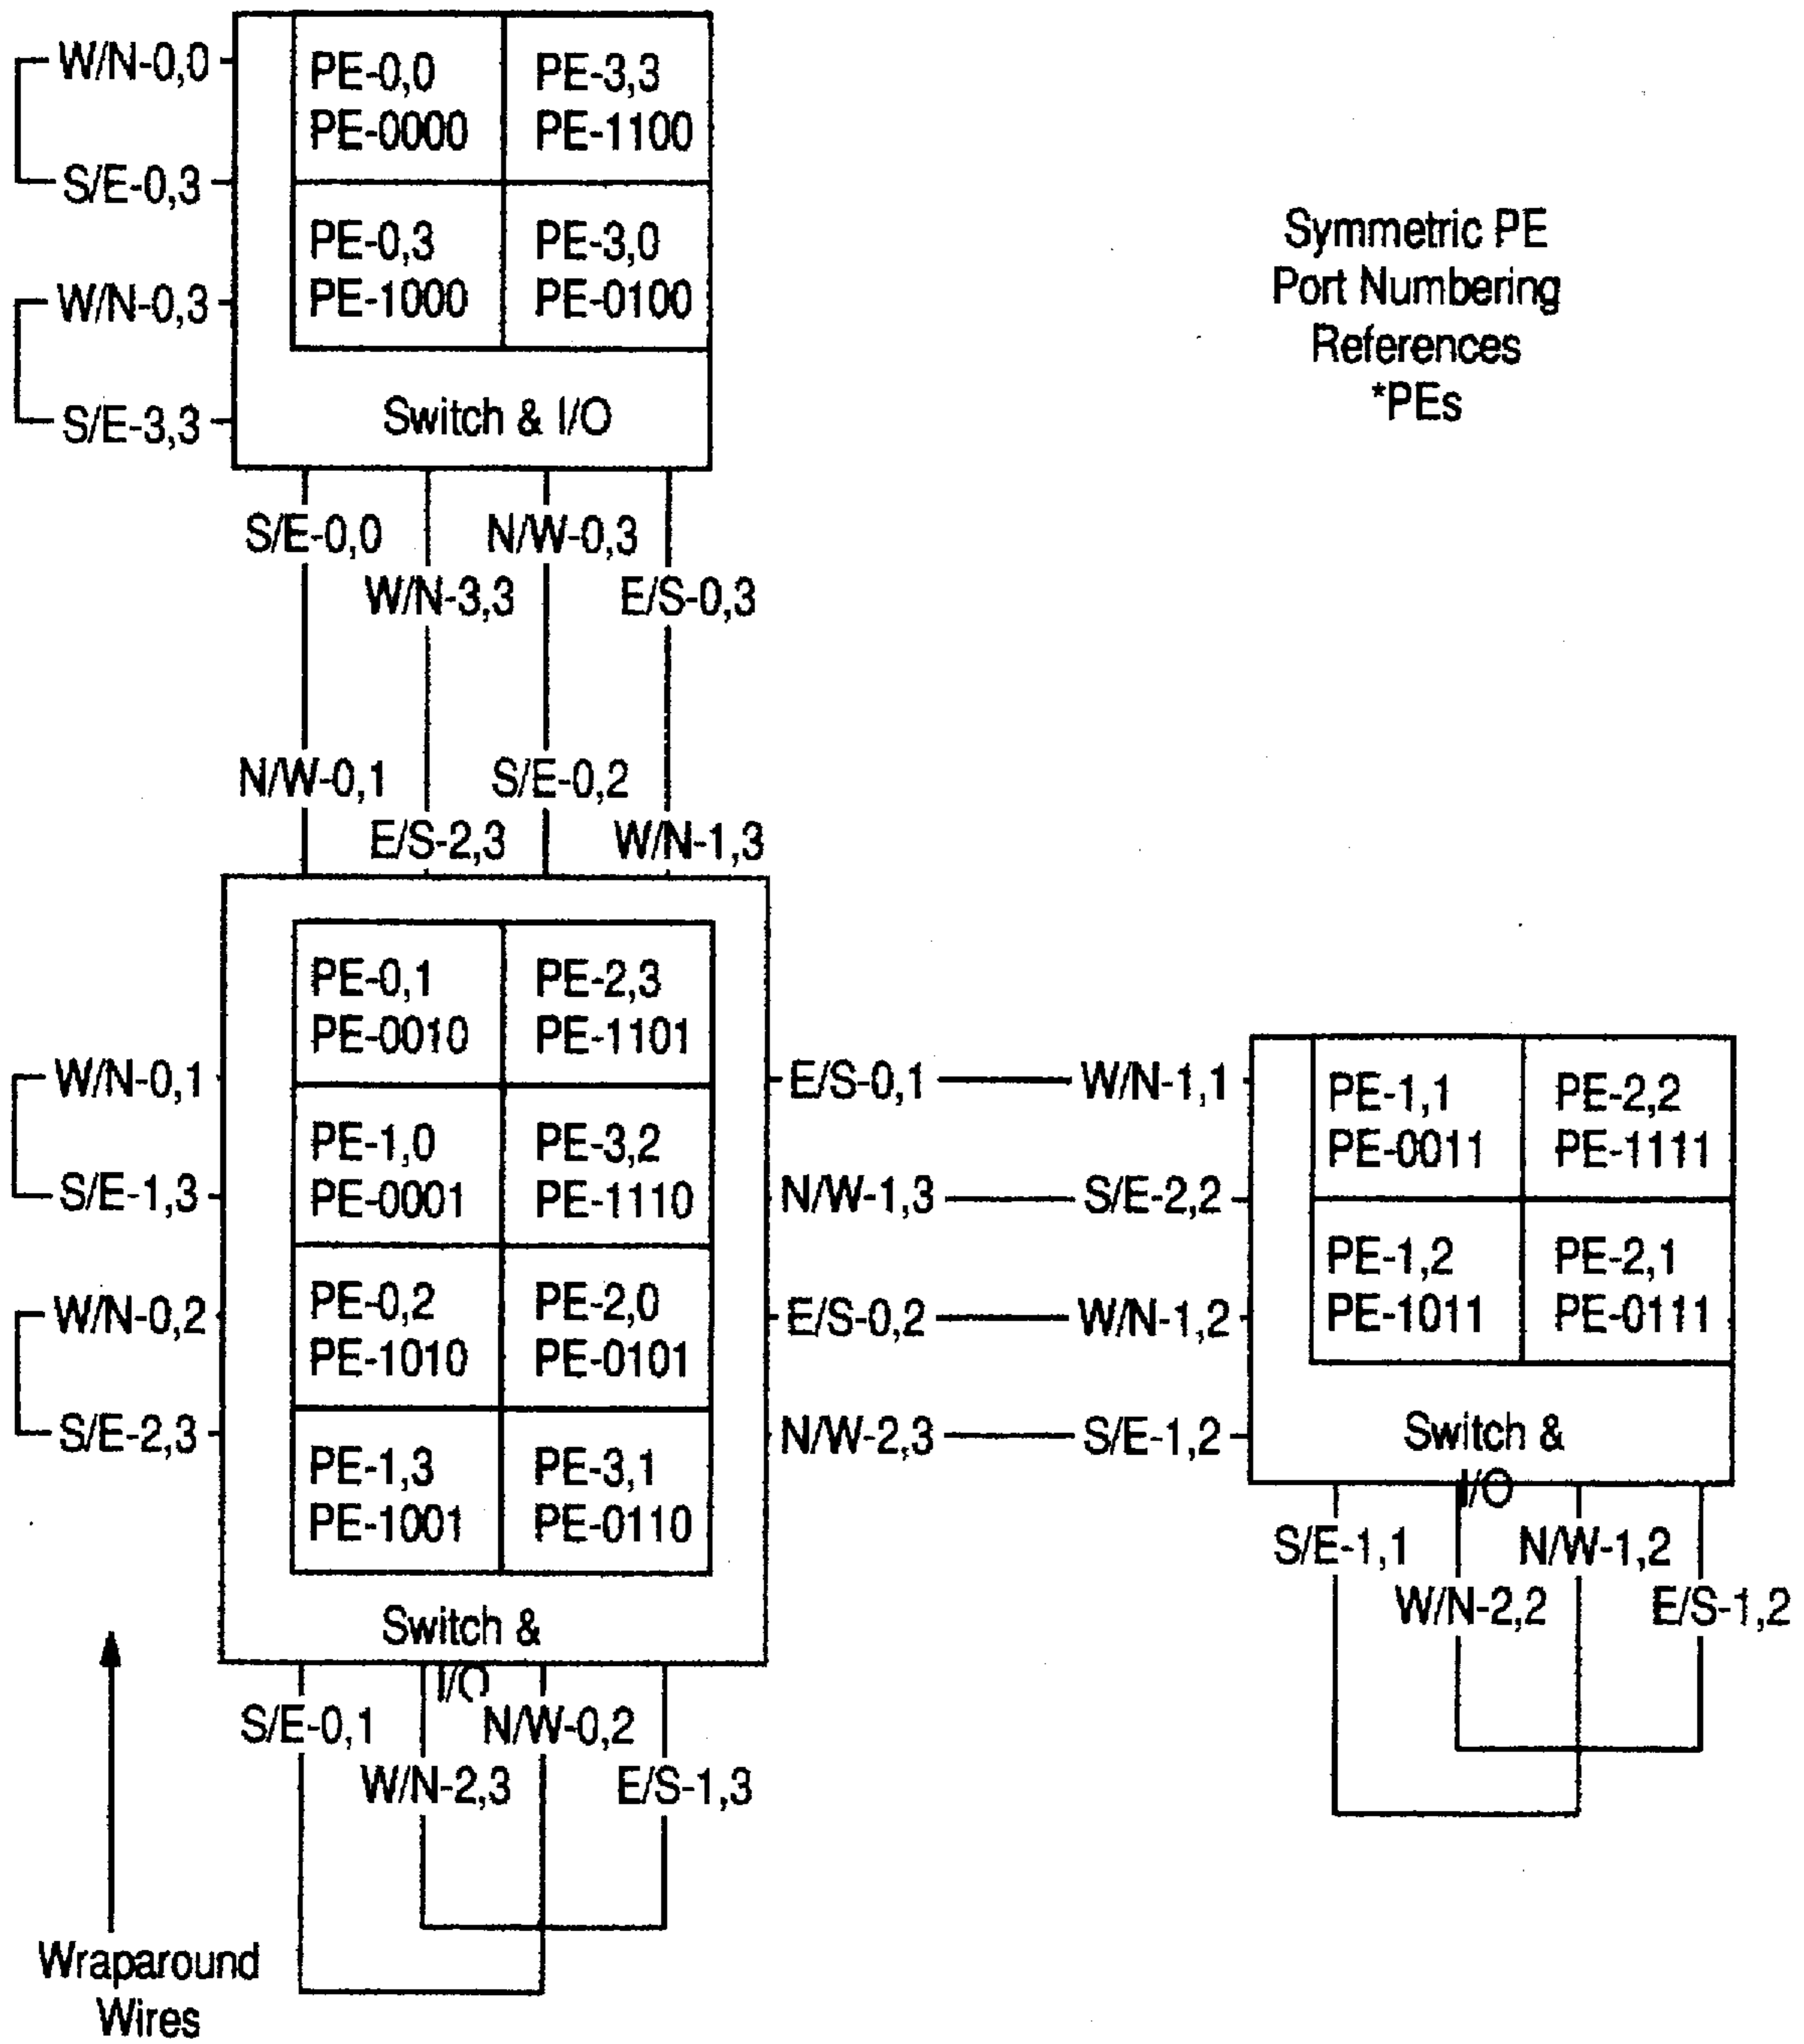 W/N-0,0
S/E-0,3
W/N-0,3
S/E-3,3
PE-0,0
PE-0000
PE-3,3
PE-1100
PE-0,3
PE-1000
PE-3,0
PE-0100
Switch & I/O
Symmetric PE
Port Numbering
References
*PEs
S/E-0,0
N/W-0,3
W/N-3,3
E/S-0,3
N/W-0,1
S/E-0,2
E/S-2,3
W/N-1,3
W/N-0,1
S/E-1,3
W/N-0,2
S/E-2,3
PE-0,1
PE-0010
PE-2,3
PE-1101
PE-1,0
PE-0001
PE-3,2
PE-1110
PE-0,2
PE-1010
PE-2,0
PE-0101
PE-1,3
PE-1001
PE-3,1
PE-0110
Switch &
I/O
E/S-0,1
W/N-1,1
N/W-1,3
S/E-2,2
E/S-0,2
W/N-1,2
N/W-2,3
S/E-1,2
PE-1,1
PE-0011
PE-2,2
PE-1111
PE-1,2
PE-1011
PE-2,1
PE-0111
Switch &
I/O
S/E-1,1
N/W-1,2
W/N-2,2
E/S-1,2
S/E-0,1
N/W-0,2
W/N-2,3
E/S-1,3
Wraparound
Wires